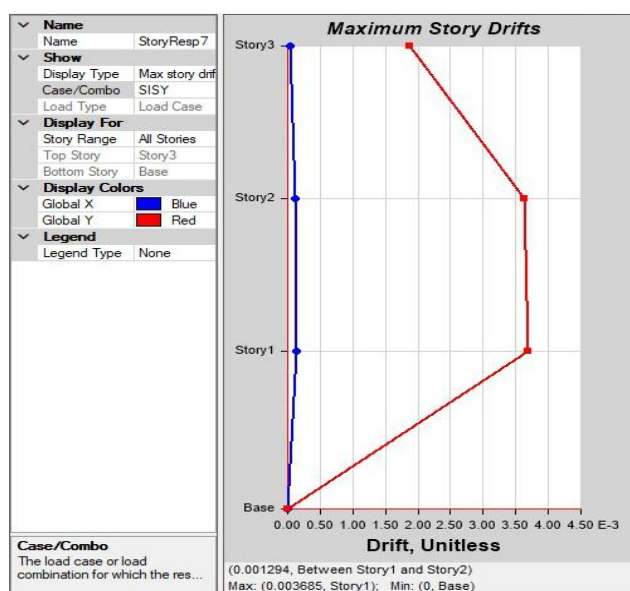 Name
Name StoryResp7
Show
Display Type Max story drif
Case/Combo SISY
Load Type Load Case
Display For
Story Range All Stories
Top Story Story3
Bottom Story Base
Display Colors
Global X Blue
Global Y Red
Legend
Legend Type None
Case/Combo
The load case or load
combination for which the res...
Maximum Story Drifts
Story3
Story2
Story1
Base
0.00 0.50 1.00 1.50 2.00 2.50 3.00 3.50 4.00 4.50 E-3
Drift, Unitless
(0.001294, Between Story1 and Story2)
Max: (0.003685, Story1); Min: (0, Base)